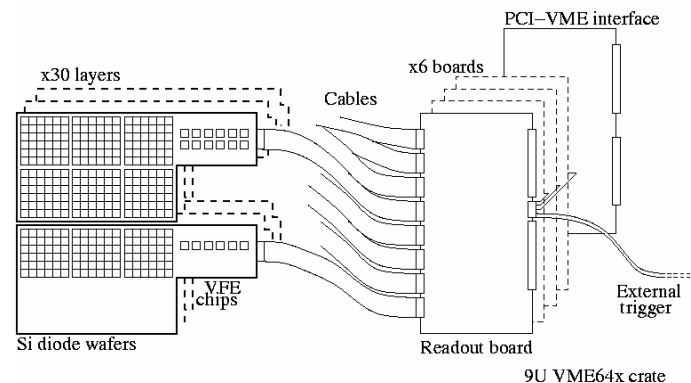 PCI–VME interface
x30 layers
x6 boards
Cables
VFE
chips
External
trigger
Si diode wafers
Readout board
9U VME64x crate